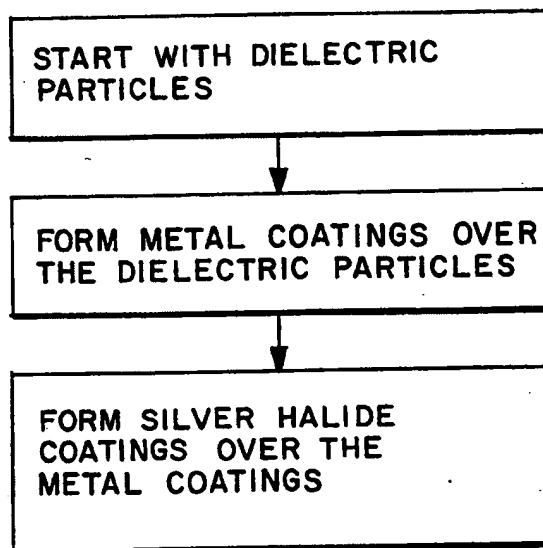 START WITH DIELECTRIC
PARTICLES
FORM METAL COATINGS OVER
THE DIELECTRIC PARTICLES
FORM SILVER HALIDE
COATINGS OVER THE
METAL COATINGS